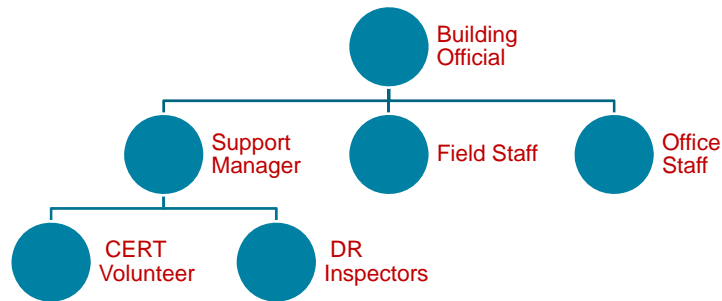 Building
Official
Support
Manager
Field Staff
Office
Staff
CERT
Volunteer
DR
Inspectors